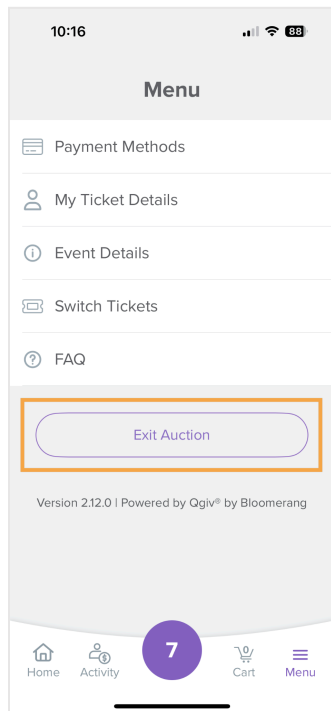 10:16
88
Menu
Payment Methods
My Ticket Details
Event Details
Switch Tickets
FAQ
Exit Auction
Version 2.12.0 | Powered by Qgiv® by Bloomerang
7
0
Home
Activity
Cart
Menu